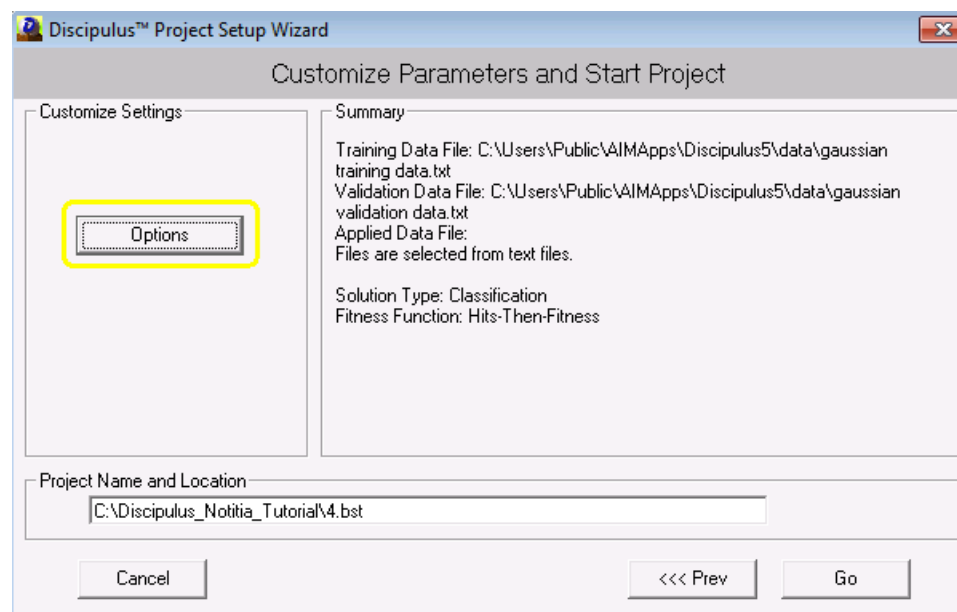 Discipulus™ Project Setup Wizard
Customize Parameters and Start Project
Customize Settings
Options
Summary
Training Data File: C:\Users\Public\AIMApps\Discipulus5\data\gaussian
training data.txt
Validation Data File: C:\Users\Public\AIMApps\Discipulus5\data\gaussian
validation data.txt
Applied Data File:
Files are selected from text files.
Solution Type: Classification
Fitness Function: Hits-Then-Fitness
Project Name and Location
C:\Discipulus_Notitia_Tutorial\4.bst
Cancel
<<< Prev
Go